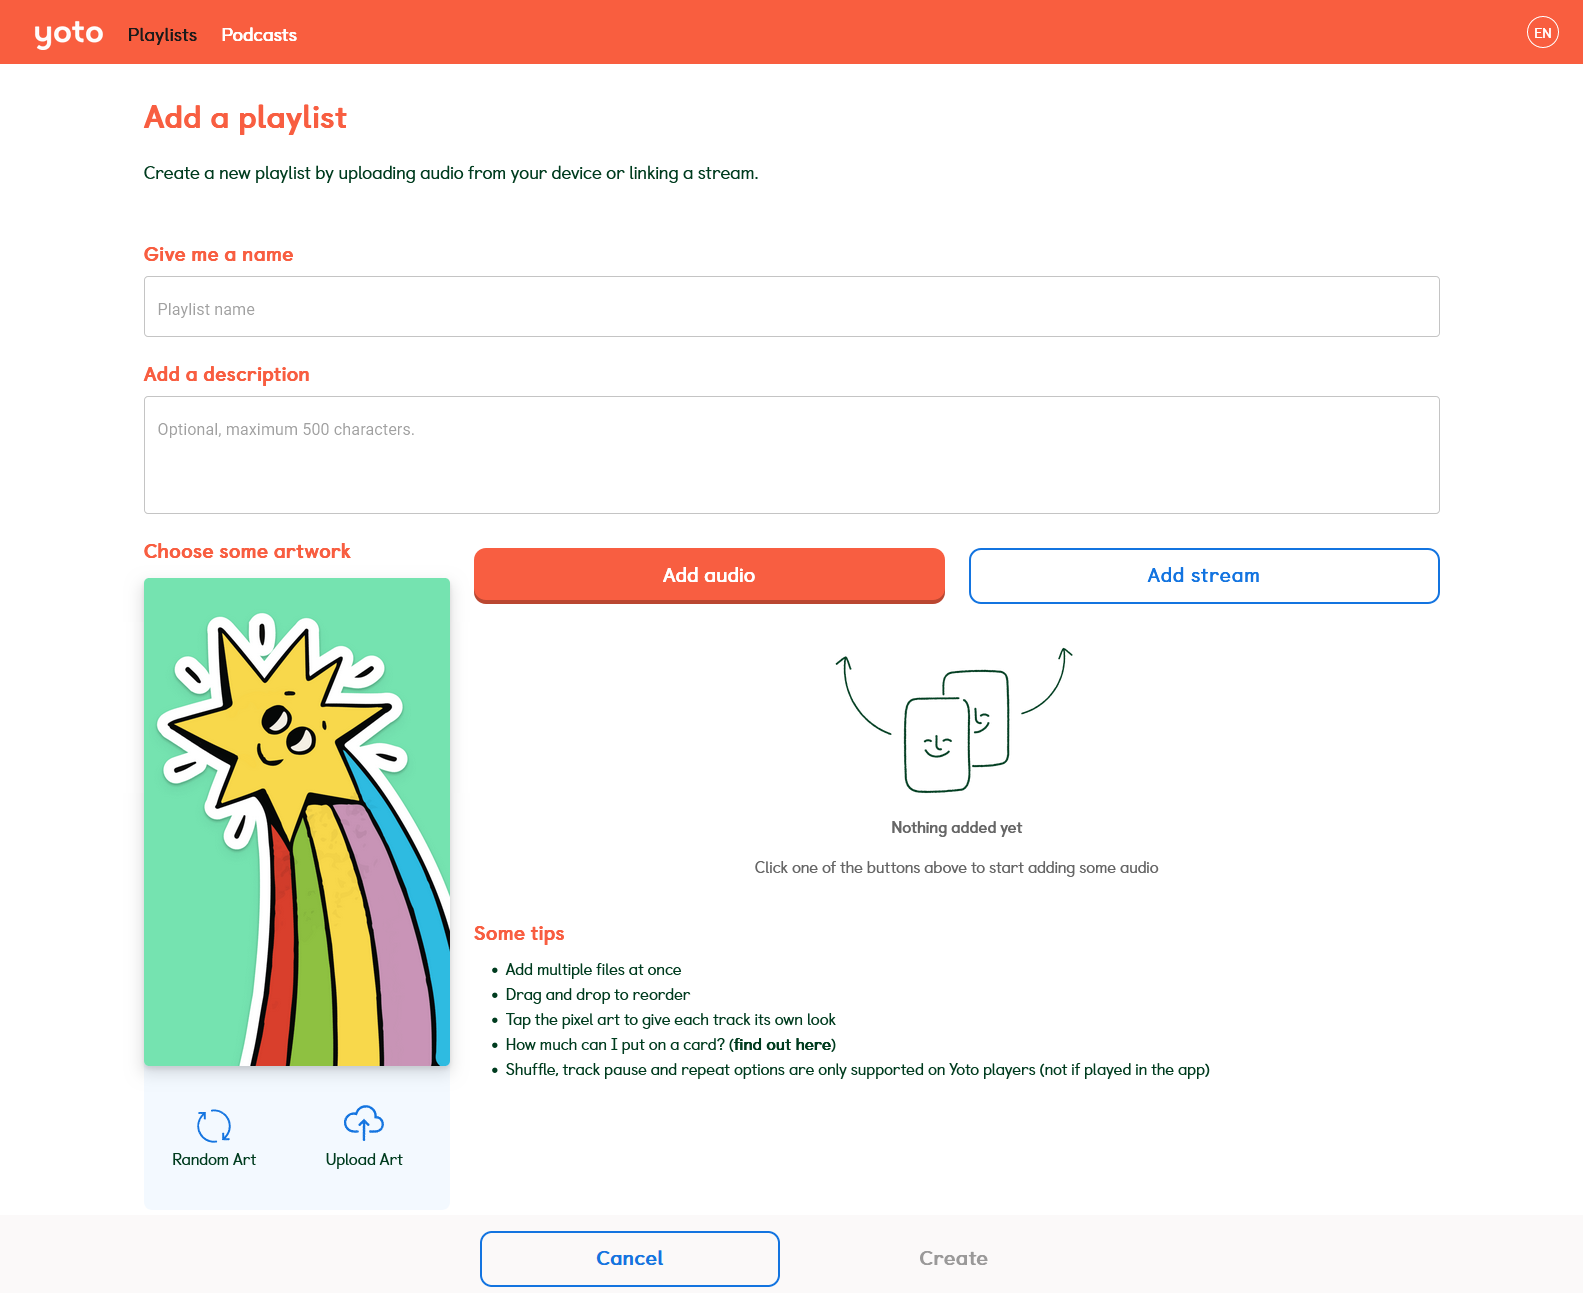 yoto Playlists Podcasts EN
Add a playlist
Create a new playlist by uploading audio from your device or linking a stream.
Give me a name
Playlist name
Add a description
Optional, maximum 500 characters.
Choose some artwork
Add audio
Add stream
Nothing added yet
Click one of the buttons above to start adding some audio
Some tips
• Add multiple files at once
• Drag and drop to reorder
• Tap the pixel art to give each track its own look
• How much can I put on a card? (find out here)
• Shuffle, track pause and repeat options are only supported on Yoto players (not if played in the app)
Random Art
Upload Art
Cancel
Create